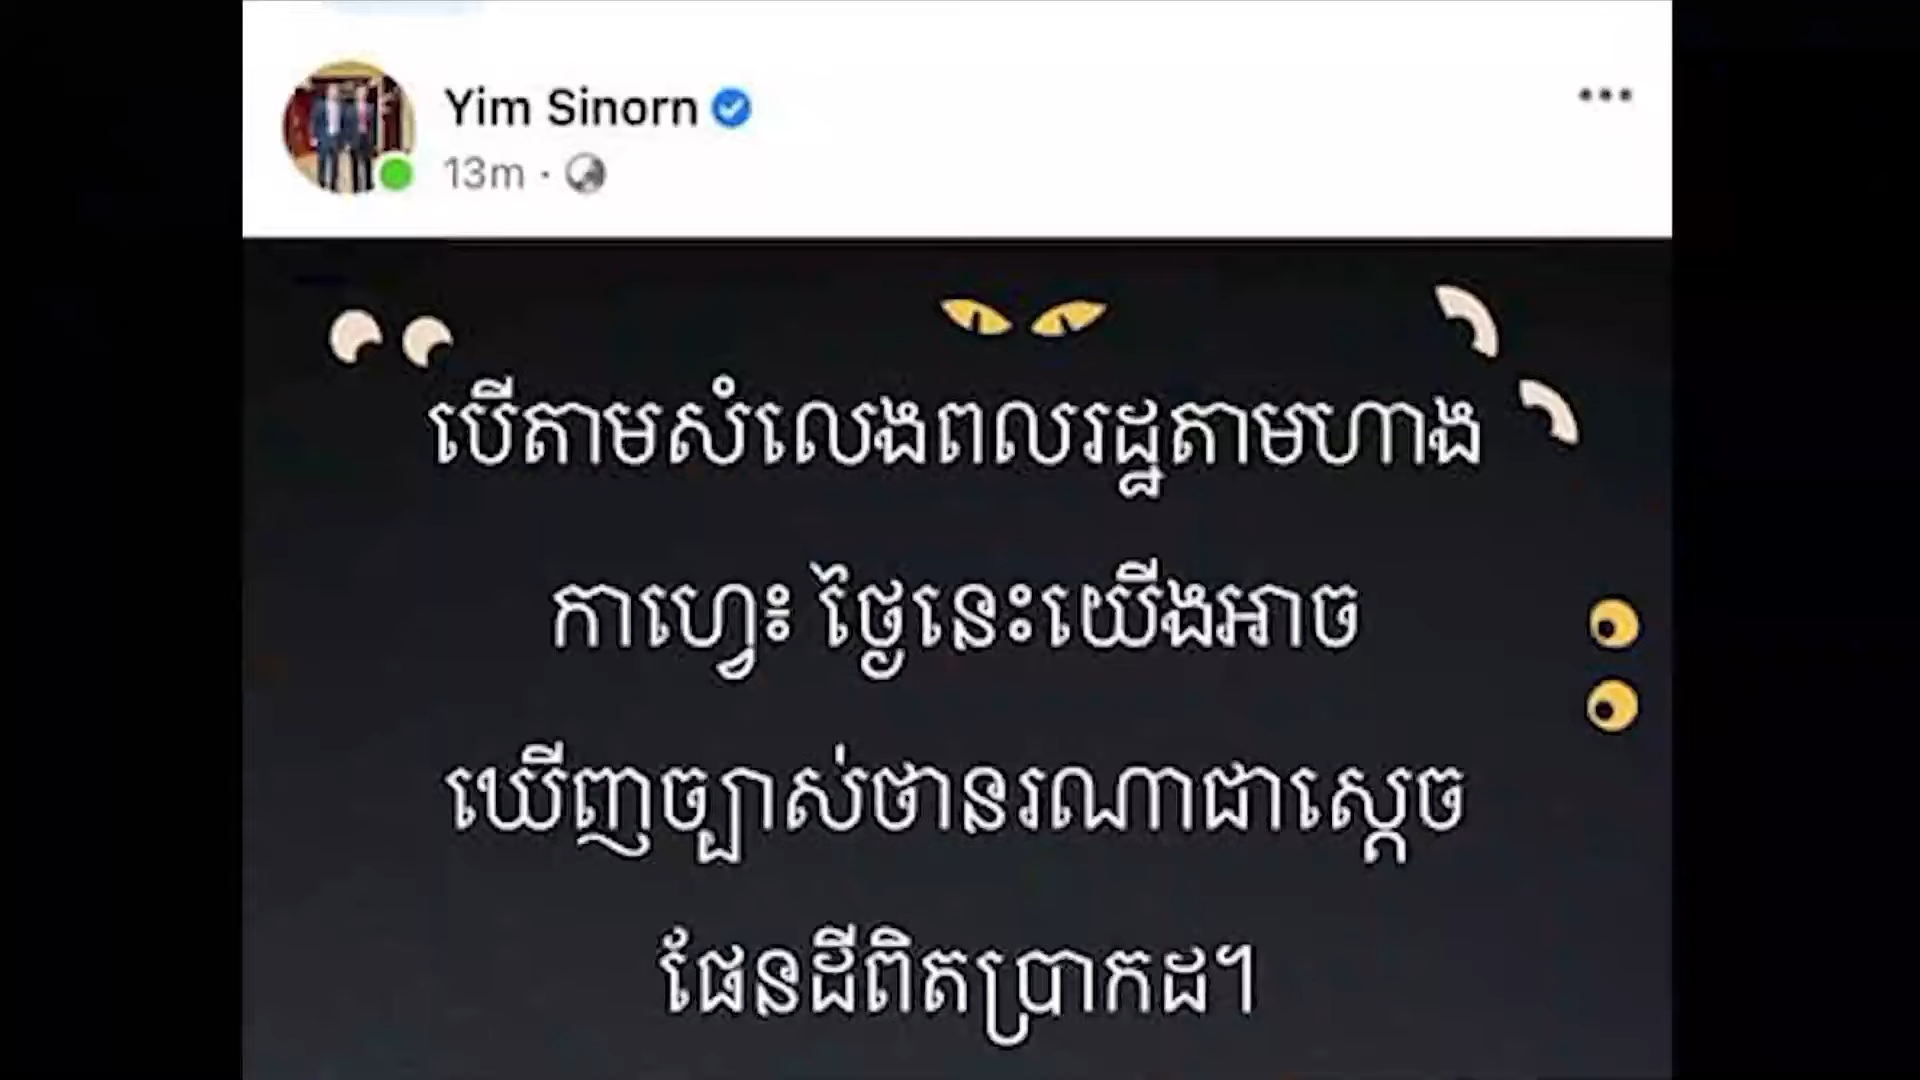 Yim Sinorn
13m ·
បើតាមសំលេងពលរដ្ឋតាមហាង
កាហ្វេ៖ ថ្ងៃនេះយើងអាច
ឃើញច្បាស់ថានរណាជាស្តេច
ផែនដីពិតប្រាកដ។